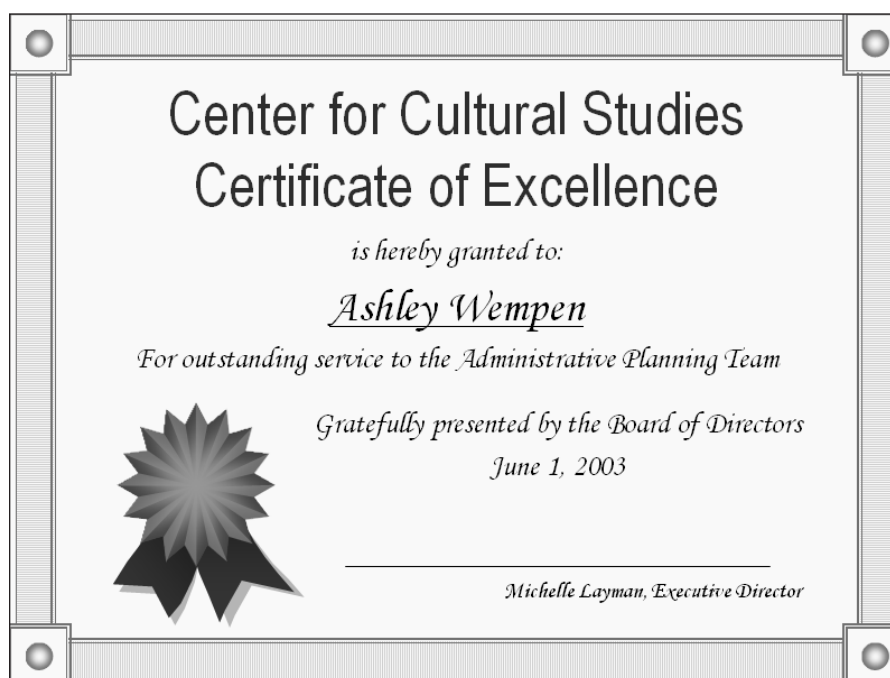 Center for Cultural Studies
Certificate of Excellence
is hereby granted to:
Ashley Wempen
For outstanding service to the Administrative Planning Team
Gratefully presented by the Board of Directors
June 1, 2003
Michelle Layman, Executive Director